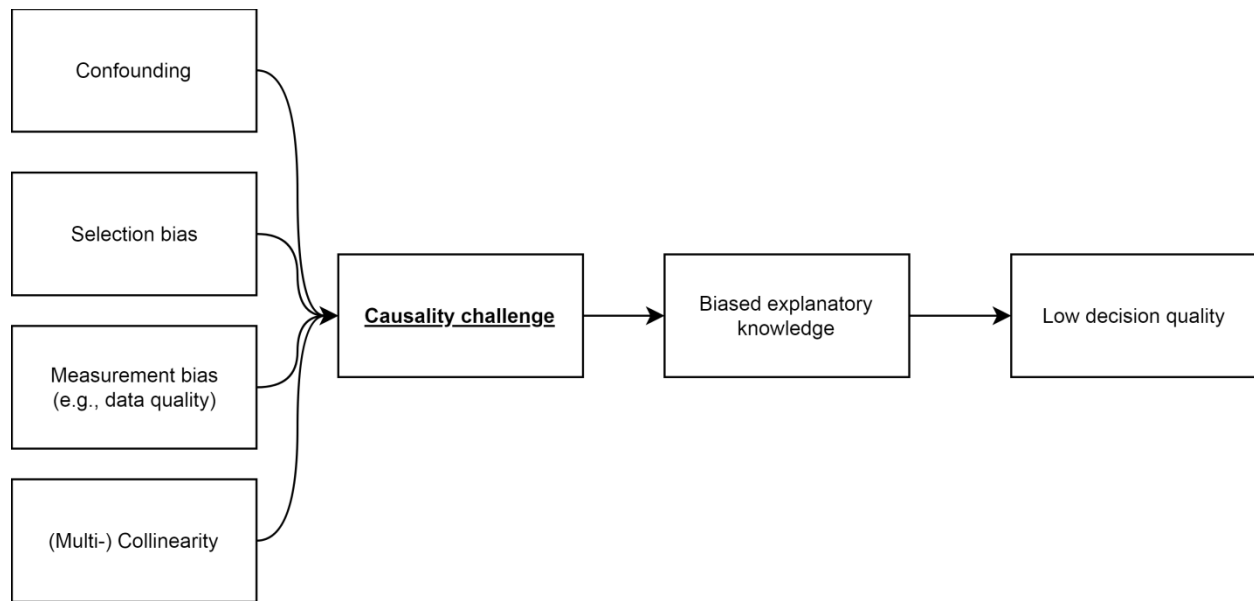 Confounding
Selection bias
Measurement bias
(e.g., data quality)
(Multi-) Collinearity
Causality challenge
Biased explanatory
knowledge
Low decision quality